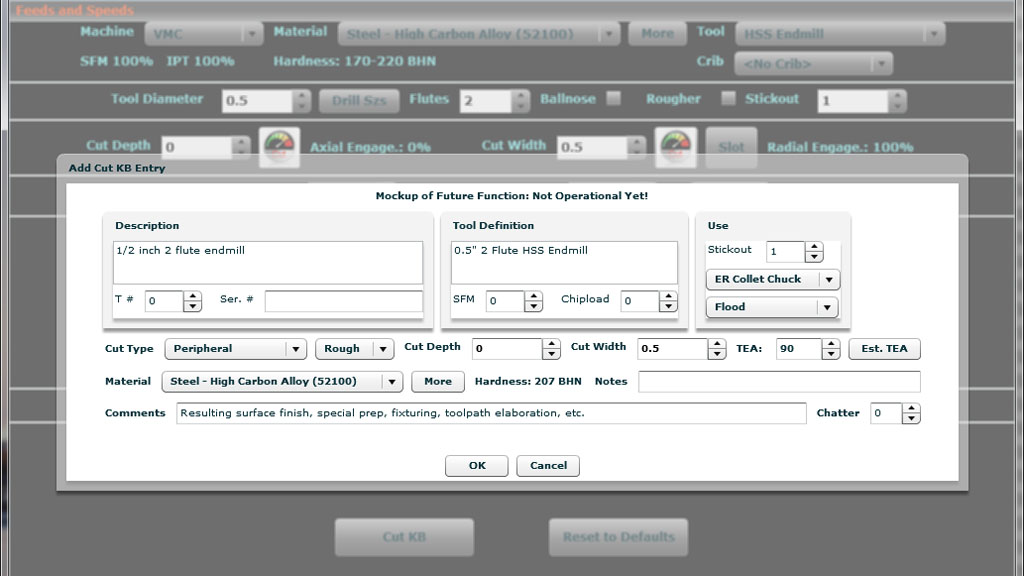 Feeds and Speeds
Machine VMC Material Steel - High Carbon Alloy (52100) More Tool HSS Endmill
SFM 100% IPT 100% Hardness: 170-220 BHN Crib <No Crib>
Tool Diameter 0.5 Drill Szs Flutes 2 Ballnose Rougher Stickout 1
Cut Depth 0 Axial Engage.: 0% Cut Width 0.5 Slot Radial Engage.: 100%
Add Cut KB Entry
Mockup of Future Function: Not Operational Yet!
Description Tool Definition Use
1/2 inch 2 flute endmill 0.5" 2 Flute HSS Endmill Stickout 1
ER Collet Chuck
T # 0 Ser. # SFM 0 Chipload 0 Flood
Cut Type Peripheral Rough Cut Depth 0 Cut Width 0.5 TEA: 90 Est. TEA
Material Steel - High Carbon Alloy (52100) More Hardness: 207 BHN Notes
Comments Resulting surface finish, special prep, fixturing, toolpath elaboration, etc. Chatter 0
OK Cancel
Cut KB Reset to Defaults